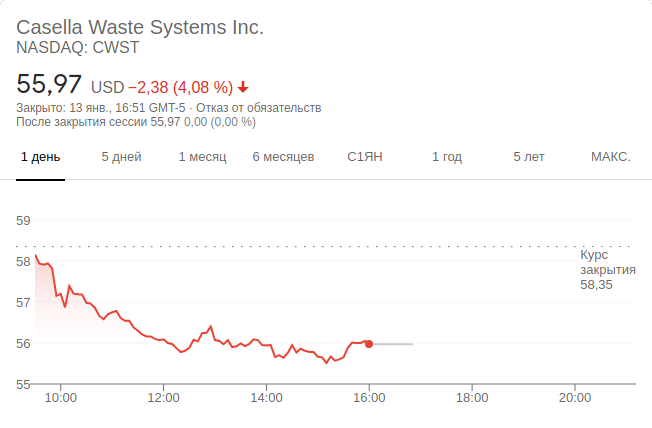 Casella Waste Systems Inc.
NASDAQ: CWST
55,97 USD −2,38 (4,08 %)
Закрыто: 13 янв., 16:51 GMT-5 · Отказ от обязательств
После закрытия сессии 55,97 0,00 (0,00 %)
1 день 5 дней 1 месяц 6 месяцев С1ЯН 1 год 5 лет МАКС.
59
58
57
56
55
Курс
закрытия
58,35
10:00 12:00 14:00 16:00 18:00 20:00